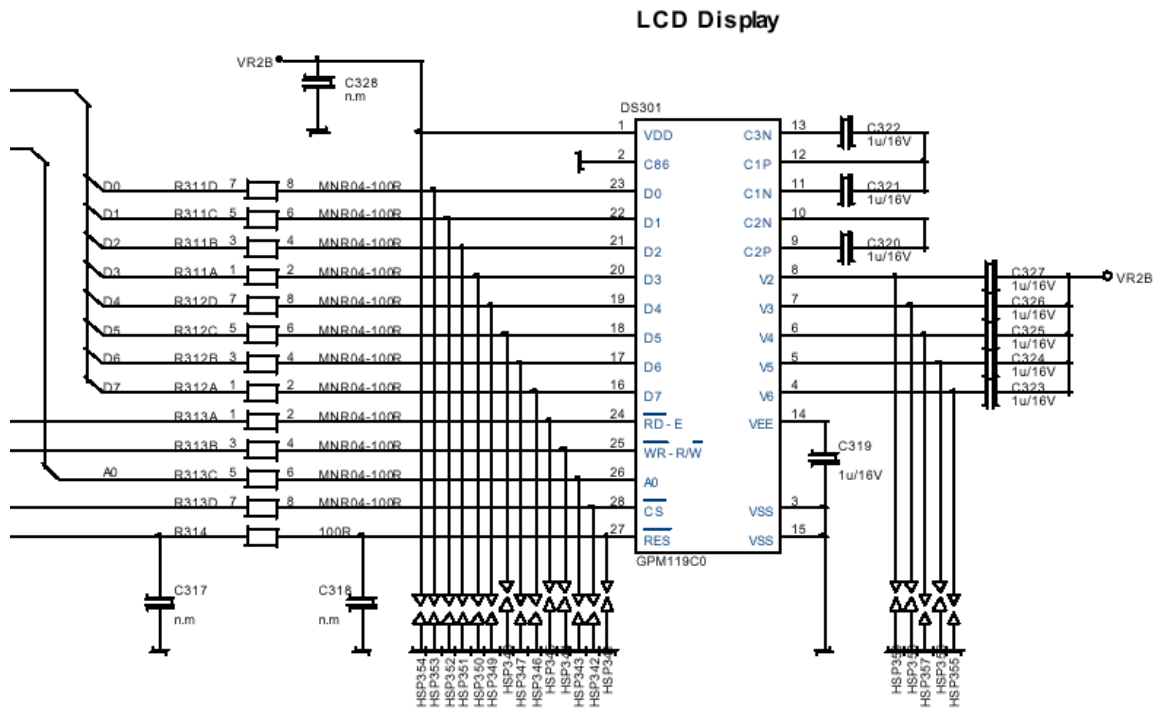 LCD Display
VR2B
C328
n.m
DS301
1 VDD C3N 13 C322 1u/16V
2 C86 C1P 12
D0 R311D 7 8 MNR04-100R 23 D0 C1N 11 C321 1u/16V
D1 R311C 5 6 MNR04-100R 22 D1 C2N 10
D2 R311B 3 4 MNR04-100R 21 D2 C2P 9 C320 1u/16V
D3 R311A 1 2 MNR04-100R 20 D3 V2 8 C327 1u/16V VR2B
D4 R312D 7 8 MNR04-100R 19 D4 V3 7 C326 1u/16V
D5 R312C 5 6 MNR04-100R 18 D5 V4 6 C325 1u/16V
D6 R312B 3 4 MNR04-100R 17 D6 V5 5 C324 1u/16V
D7 R312A 1 2 MNR04-100R 16 D7 V6 4 C323 1u/16V
R313A 1 2 MNR04-100R 24 RD-E VEE 14
R313B 3 4 MNR04-100R 25 WR-R/W C319
A0 R313C 5 6 MNR04-100R 26 A0 1u/16V
R313D 7 8 MNR04-100R 28 CS VSS 3
R314 100R 27 RES VSS 15
GPM119C0
C317
n.m
C318
n.m
HSP354
HSP353
HSP352
HSP351
HSP350
HSP349
HSP347
HSP346
HSP343
HSP342
HSP357
HSP355